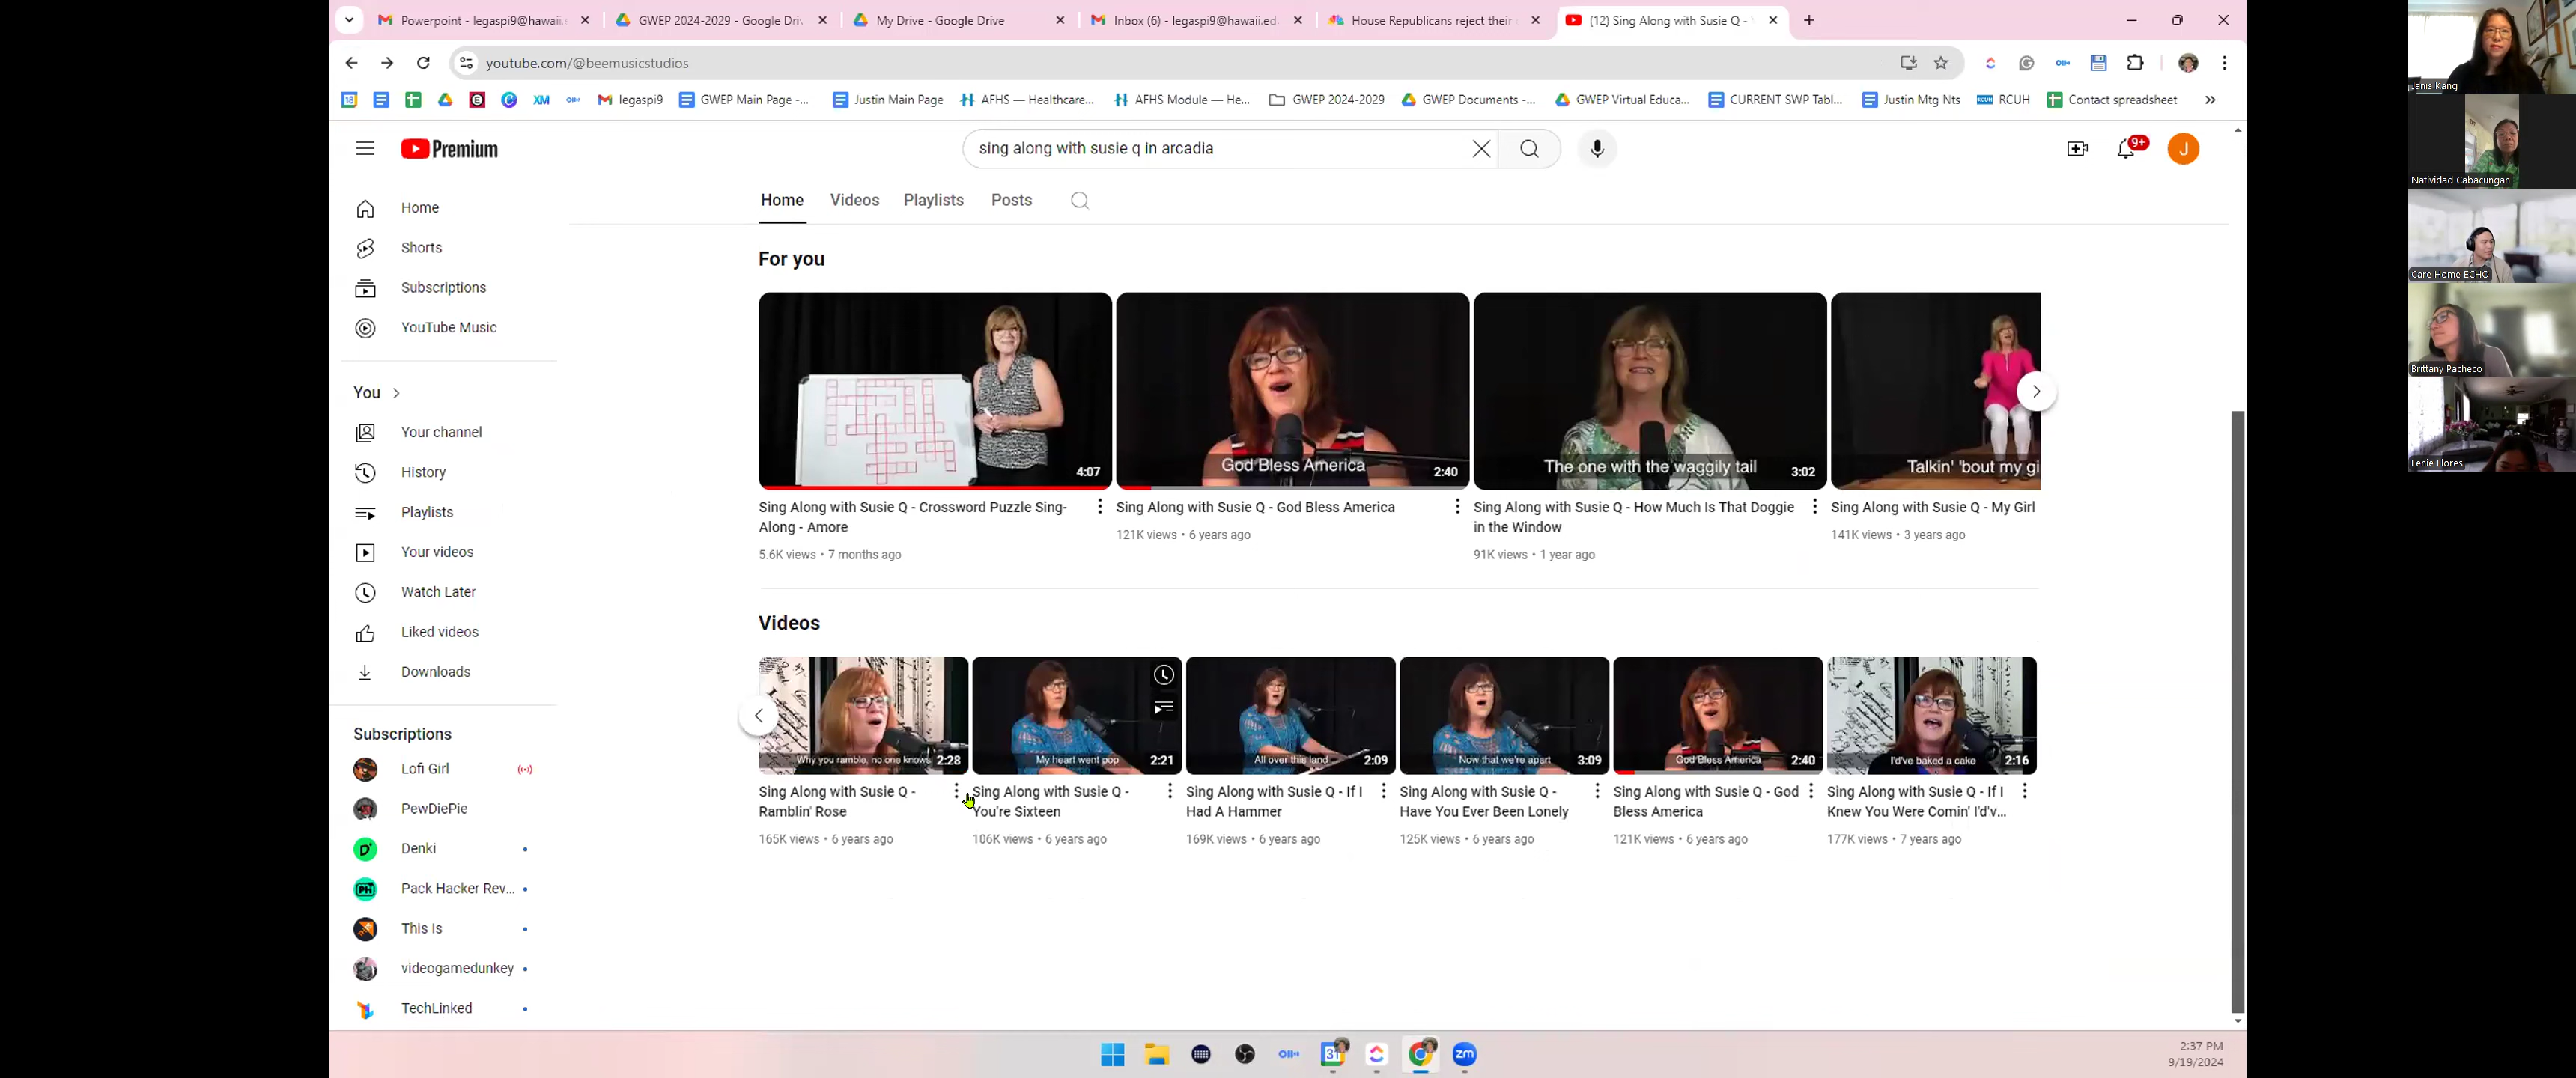 Powerpoint - legaspi9@hawaii.
GWEP 2024-2029 - Google Dri
My Drive - Google Drive
Inbox (6) - legaspi9@hawaii.ed
House Republicans reject their
(12) Sing Along with Susie Q -
youtube.com/@beemusicstudios
legaspi9
GWEP Main Page -...
Justin Main Page
AFHS — Healthcare...
AFHS Module — He...
GWEP 2024-2029
GWEP Documents -...
GWEP Virtual Educa...
CURRENT SWP Tabl...
Justin Mtg Nts
RCUH
Contact spreadsheet
Premium
sing along with susie q in arcadia
9+
J
Home
Shorts
Subscriptions
YouTube Music
You
Your channel
History
Playlists
Your videos
Watch Later
Liked videos
Downloads
Subscriptions
Lofi Girl
PewDiePie
Denki
Pack Hacker Rev...
This Is
videogamedunkey
TechLinked
Home
Videos
Playlists
Posts
For you
4:07
Sing Along with Susie Q - Crossword Puzzle Sing-
Along - Amore
5.6K views • 7 months ago
God Bless America
2:40
Sing Along with Susie Q - God Bless America
121K views • 6 years ago
The one with the waggily tail
3:02
Sing Along with Susie Q - How Much Is That Doggie
in the Window
91K views • 1 year ago
Talkin' 'bout my gi
Sing Along with Susie Q - My Girl
141K views • 3 years ago
Videos
Why you ramble, no one knows
2:28
Sing Along with Susie Q -
Ramblin' Rose
165K views • 6 years ago
My heart went pop
2:21
Sing Along with Susie Q -
You're Sixteen
106K views • 6 years ago
All over this land
2:09
Sing Along with Susie Q - If I
Had A Hammer
169K views • 6 years ago
Now that we're apart
3:09
Sing Along with Susie Q -
Have You Ever Been Lonely
125K views • 6 years ago
God Bless America
2:40
Sing Along with Susie Q - God
Bless America
121K views • 6 years ago
I'd've baked a cake
2:16
Sing Along with Susie Q - If I
Knew You Were Comin' I'd'v...
177K views • 7 years ago
2:37 PM
9/19/2024
31
zm
Janis Kang
Natividad Cabacungan
Care Home ECHO
Brittany Pacheco
Lenie Flores